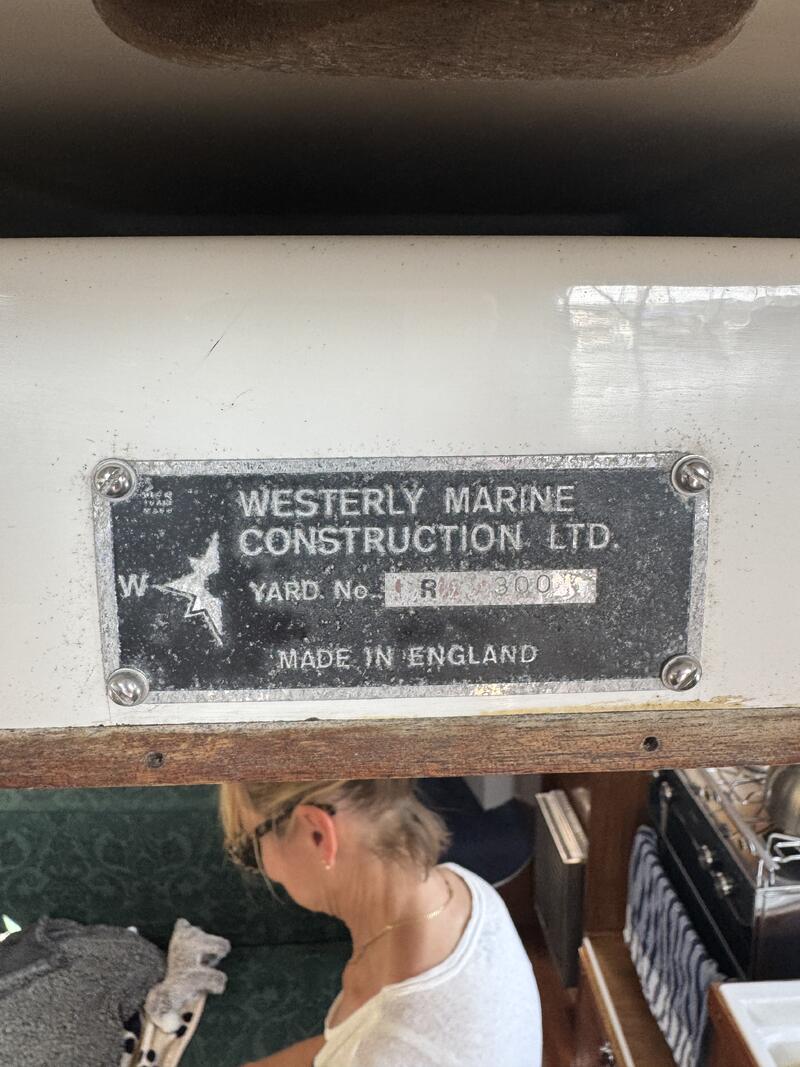 WESTERLY MARINE
CONSTRUCTION LTD.
W
YARD No. R 300
MADE IN ENGLAND